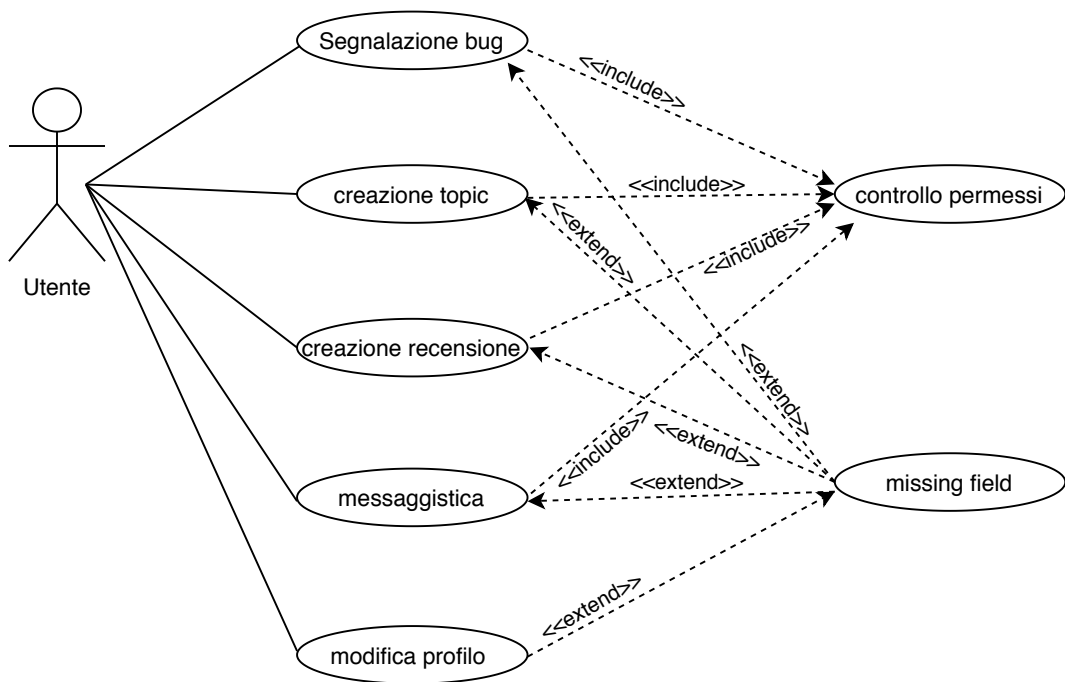 Segnalazione bug
<<include>>
creazione topic
<<include>>
controllo permessi
<<extend>>
<<include>>
Utente
creazione recensione
<<extend>>
<<include>>
<<extend>>
<<extend>>
messaggistica
missing field
<<extend>>
modifica profilo